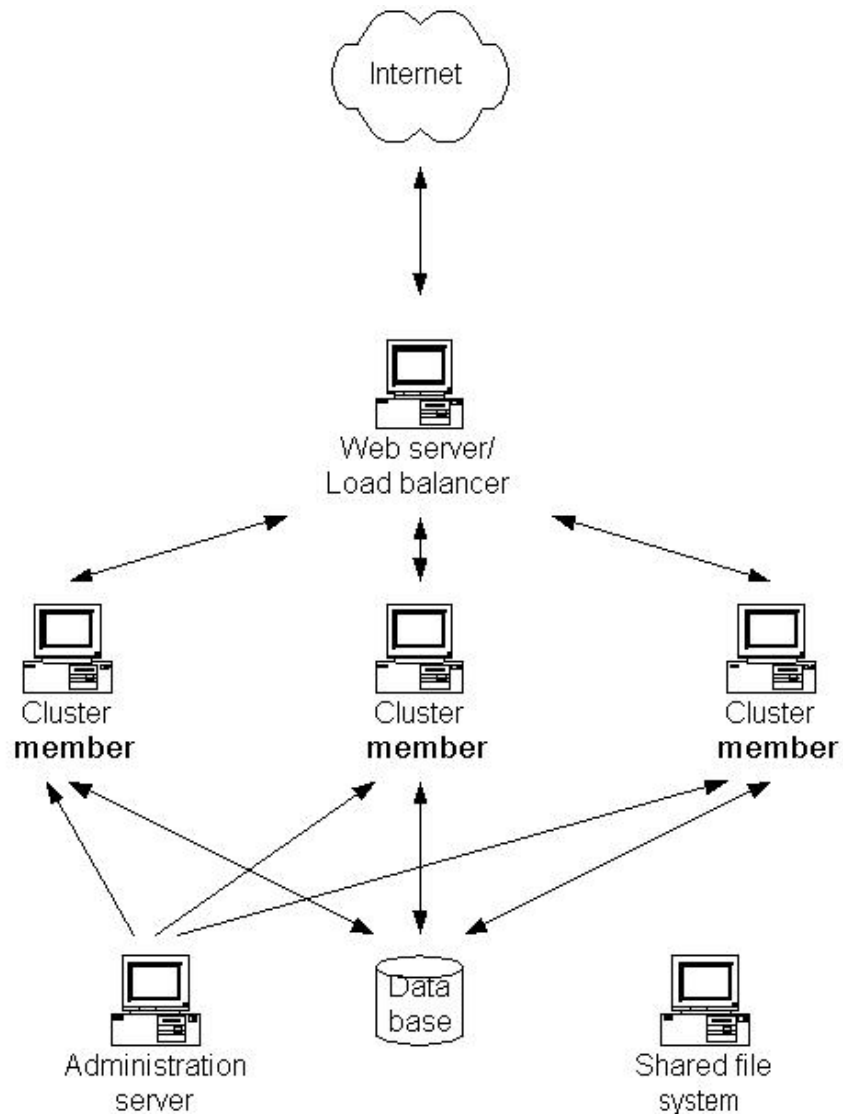 Internet
Web server/
Load balancer
Cluster
member
Cluster
member
Cluster
member
Administration
server
Data
base
Shared file
system